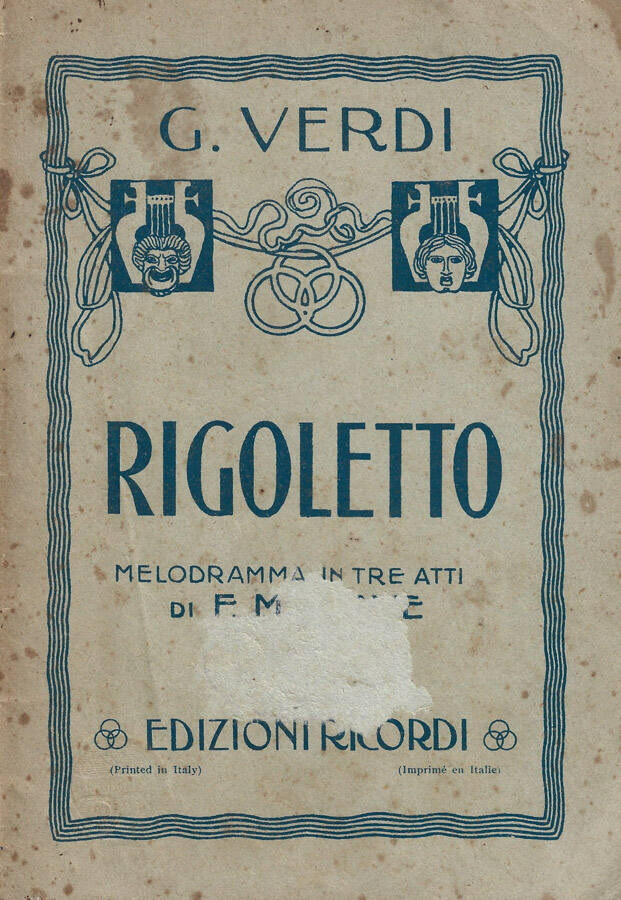 G. VERDI
RIGOLETTO
MELODRAMMA IN TRE ATTI
DI F. M
EDIZIONI RICORDI
(Printed in Italy)
(Imprimé en Italie)